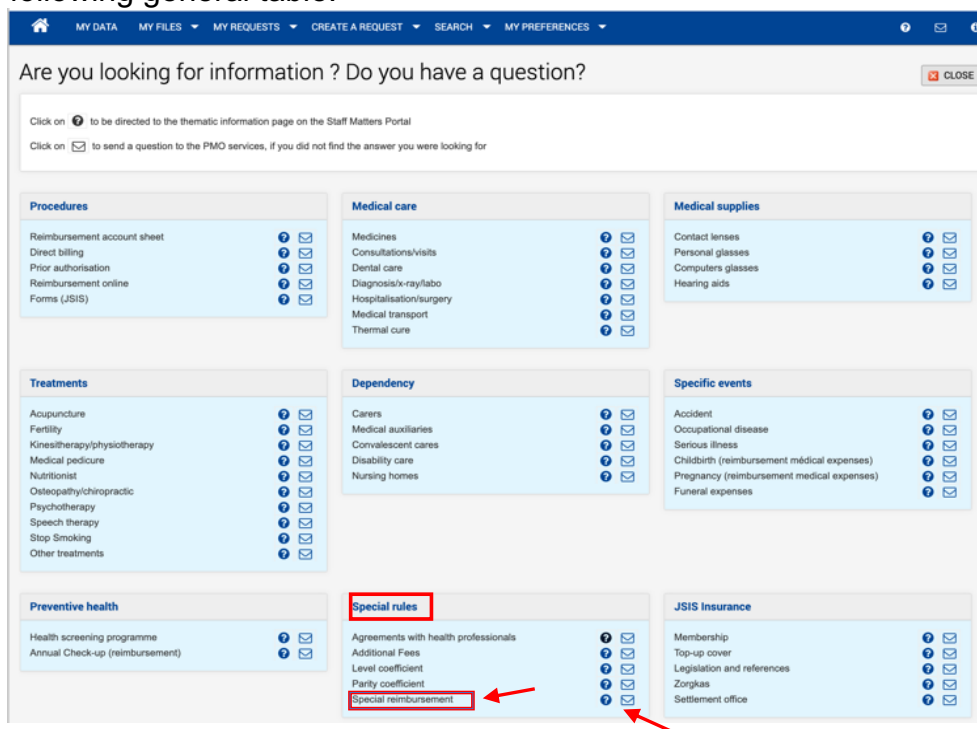 following general table:
MY DATA MY FILES MY REQUESTS CREATE A REQUEST SEARCH MY PREFERENCES
Are you looking for information ? Do you have a question?
CLOSE
Click on ? to be directed to the thematic information page on the Staff Matters Portal
Click on to send a question to the PMO services, if you did not find the answer you were looking for
Procedures
Reimbursement account sheet
Direct billing
Prior authorisation
Reimbursement online
Forms (JSIS)
Medical care
Medicines
Consultations/visits
Dental care
Diagnosis/x-ray/labo
Hospitalisation/surgery
Medical transport
Thermal cure
Medical supplies
Contact lenses
Personal glasses
Computers glasses
Hearing aids
Treatments
Acupuncture
Fertility
Kinesitherapy/physiotherapy
Medical pedicure
Nutritionist
Osteopathy/chiropractic
Psychotherapy
Speech therapy
Stop Smoking
Other treatments
Dependency
Carers
Medical auxiliaries
Convalescent cares
Disability care
Nursing homes
Specific events
Accident
Occupational disease
Serious illness
Childbirth (reimbursement médical expenses)
Pregnancy (reimbursement medical expenses)
Funeral expenses
Preventive health
Health screening programme
Annual Check-up (reimbursement)
Special rules
Agreements with health professionals
Additional Fees
Level coefficient
Parity coefficient
Special reimbursement
JSIS Insurance
Membership
Top-up cover
Legislation and references
Zorgkas
Settlement office